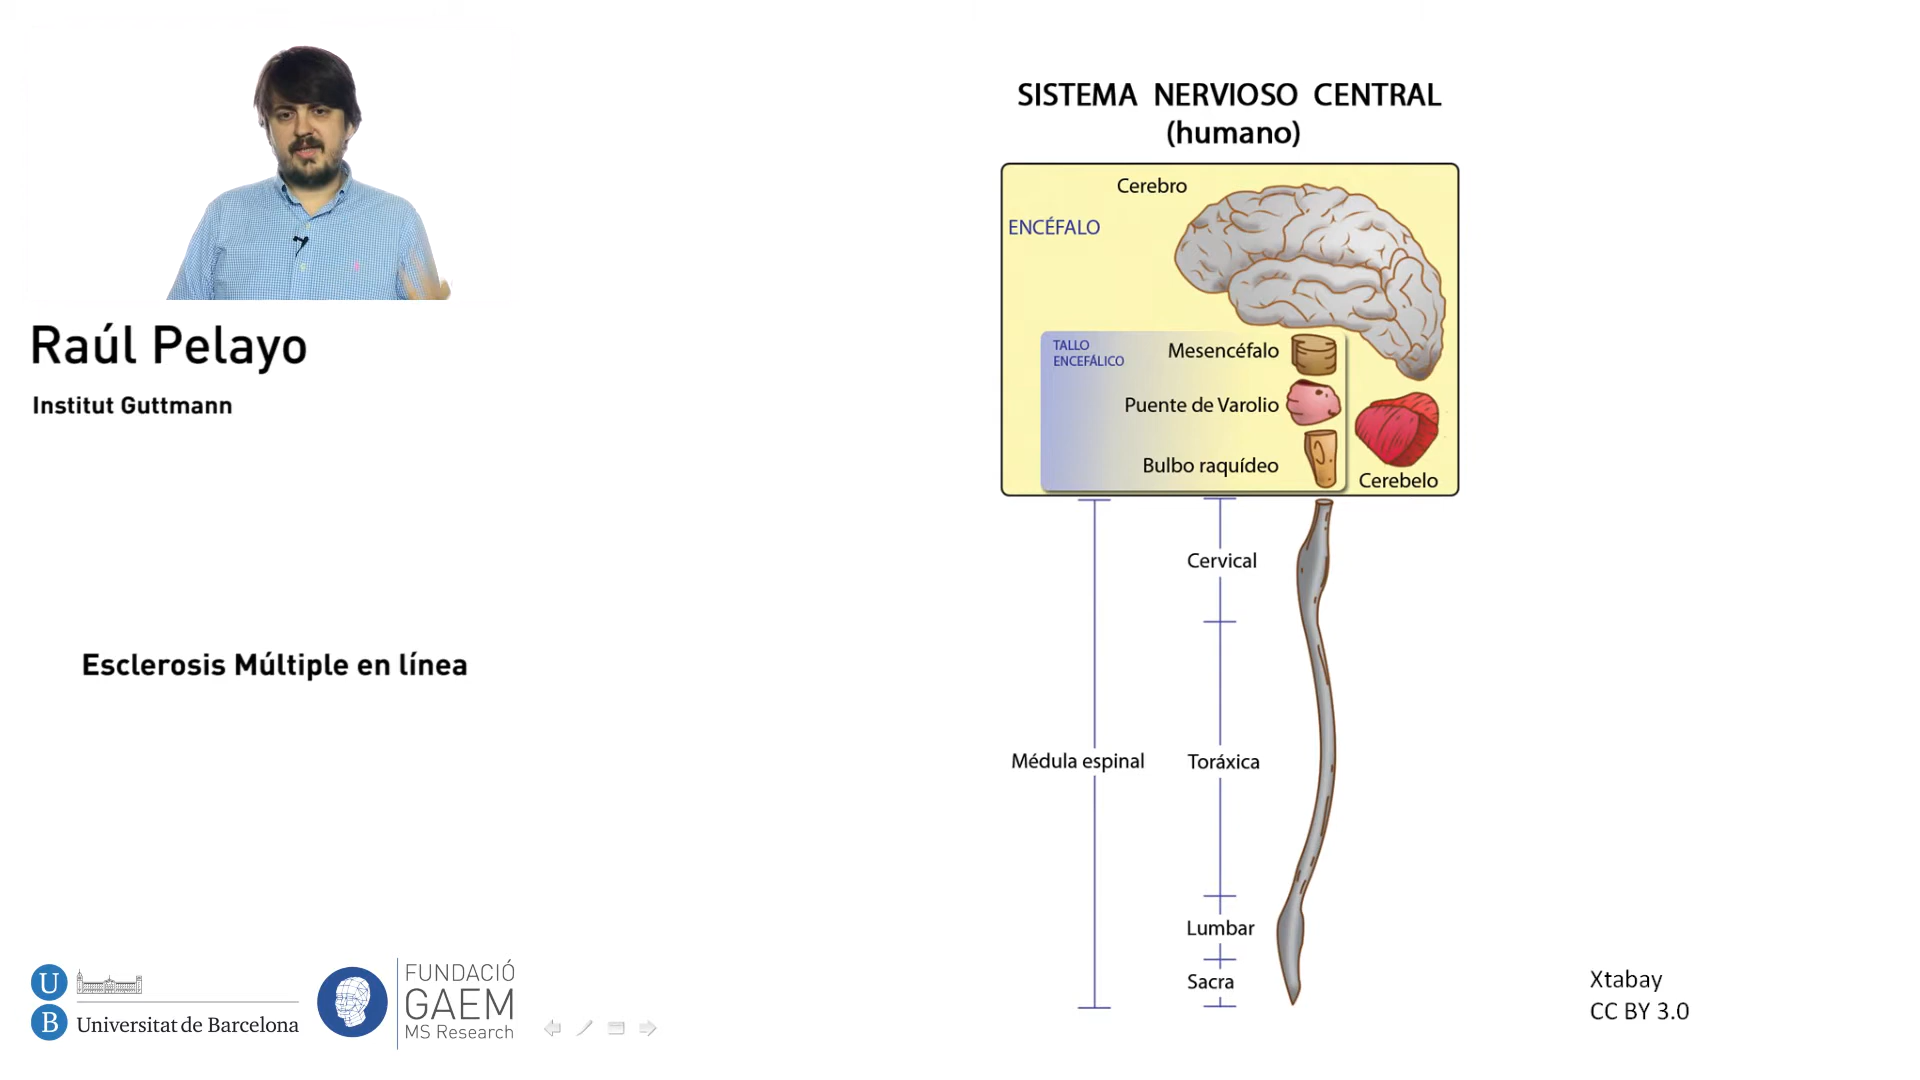 SISTEMA NERVIOSO CENTRAL
(humano)
Cerebro
ENCÉFALO
TALLO
ENCEFÁLICO
Mesencéfalo
Puente de Varolio
Bulbo raquídeo
Cerebelo
Cervical
Médula espinal
Toráxica
Lumbar
Sacra
Raúl Pelayo
Institut Guttmann
Esclerosis Múltiple en línea
U
B
Universitat de Barcelona
FUNDACIÓ
GAEM
MS Research
Xtabay
CC BY 3.0